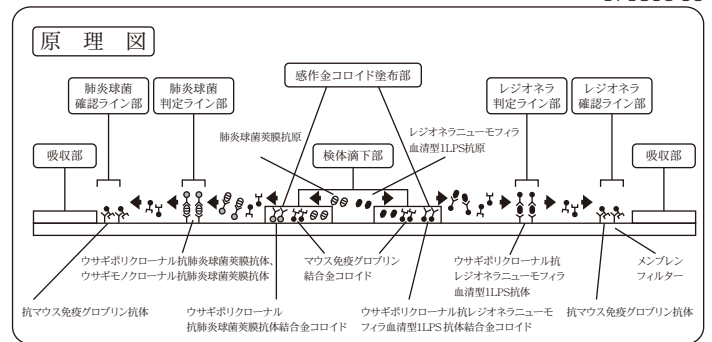 原 理 図
感作金コロイド塗布部
肺炎球菌
確認ライン部
肺炎球菌
判定ライン部
レジオネラ
判定ライン部
レジオネラ
確認ライン部
肺炎球菌莢膜抗原
レジオネラニューモフィラ
血清型1LPS抗原
吸収部
検体滴下部
吸収部
ウサギポリクローナル抗肺炎球菌莢膜抗体、
ウサギモノクローナル抗肺炎球菌莢膜抗体
マウス免疫グロブリン
結合金コロイド
ウサギポリクローナル抗
レジオネラニューモフィラ
血清型1LPS抗体
メンブレン
フィルター
抗マウス免疫グロブリン抗体
ウサギポリクローナル
抗肺炎球菌莢膜抗体結合金コロイド
ウサギポリクローナル抗レジオネラニューモ
フィラ血清型1LPS 抗体結合金コロイド
抗マウス免疫グロブリン抗体